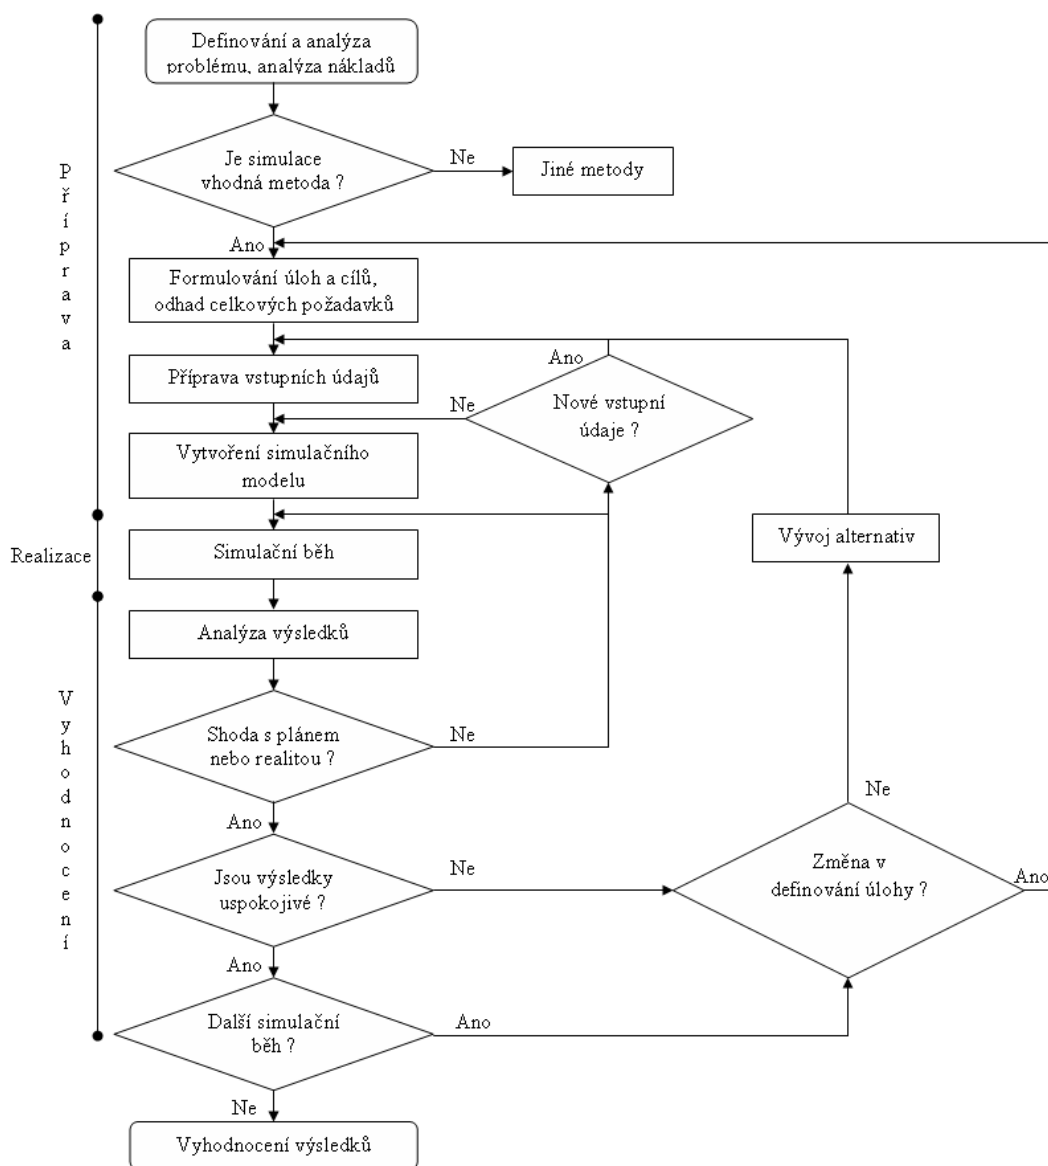 Definování a analýza
problému, analýza nákladů
Je simulace
vhodná metoda ?
Ne
Jiné metody
Ano
Formulování úloh a cílů,
odhad celkových požadavků
Příprava vstupních údajů
Ano
Ne
Nové vstupní
údaje ?
Vytvoření simulačního
modelu
Příprava
Realizace
Simulační běh
Vývoj alternativ
Analýza výsledků
Shoda s plánem
nebo realitou ?
Ne
Ne
Ano
Jsou výsledky
uspokojivé ?
Ne
Změna v
definování úlohy ?
Ano
Ano
Další simulační
běh ?
Ano
Vyhodnocení
Ne
Vyhodnocení výsledků